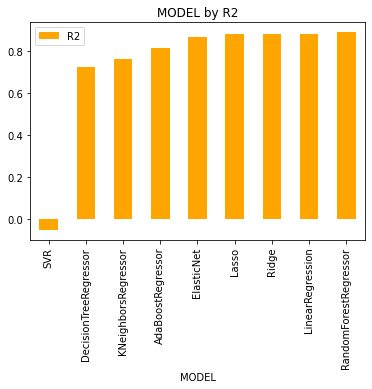 MODEL by R2
R2
0.8
0.6
0.4
0.2
0.0
SVR
DecisionTreeRegressor
KNeighborsRegressor
AdaBoostRegressor
ElasticNet
Lasso
Ridge
LinearRegression
RandomForestRegressor
MODEL